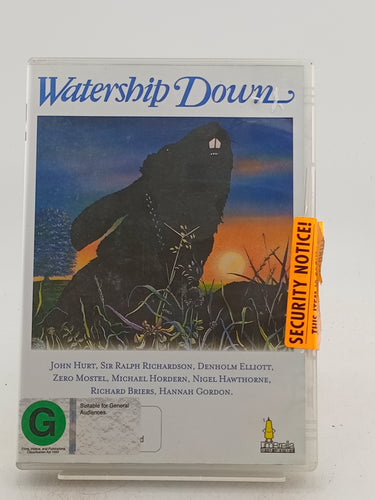 Watership Down
SECURITY NOTICE!
JOHN HURT, SIR RALPH RICHARDSON, DENHOLM ELLIOTT,
ZERO MOSTEL, MICHAEL HORDERN, NIGEL HAWTHORNE,
RICHARD BRIERS, HANNAH GORDON.
G
Suitable for General
Audiences.
umbrella